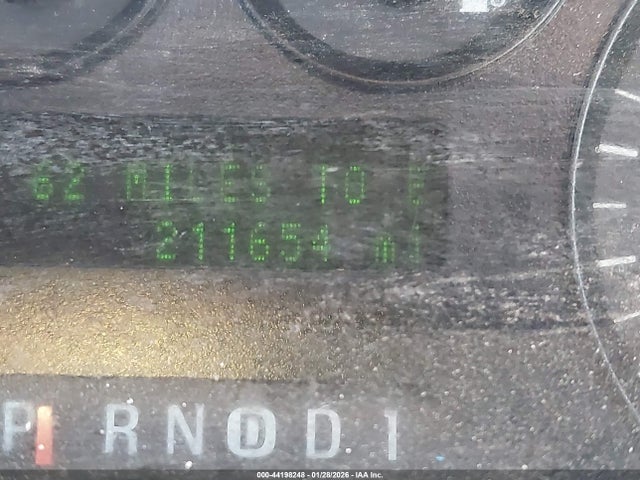 62 MILES TO E
211654 mi
P R N D D 1
000-44198248 - 01/28/2026 - IAA Inc.